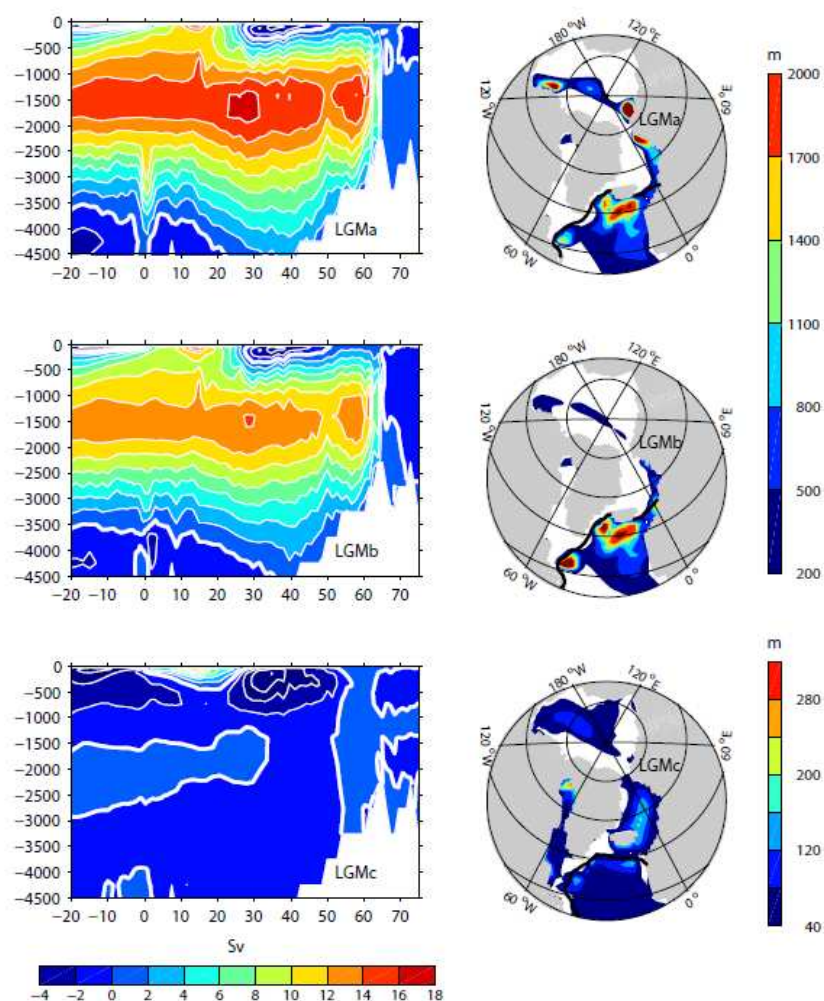 0
−500
−1000
−1500
−2000
−2500
−3000
−3500
−4000
−4500
LGMa
−20 −10 0 10 20 30 40 50 60 70
180 °W
120 °E
120 °W
60 °E
LGMa
60 °W
0 °
m
2000
1700
1400
1100
800
500
200
0
−500
−1000
−1500
−2000
−2500
−3000
−3500
−4000
−4500
LGMb
−20 −10 0 10 20 30 40 50 60 70
180 °W
120 °E
120 °W
60 °E
LGMb
60 °W
0 °
0
−500
−1000
−1500
−2000
−2500
−3000
−3500
−4000
−4500
LGMc
−20 −10 0 10 20 30 40 50 60 70
180 °W
120 °E
120 °W
60 °E
LGMc
60 °W
0 °
m
280
200
120
40
Sv
−4 −2 0 2 4 6 8 10 12 14 16 18